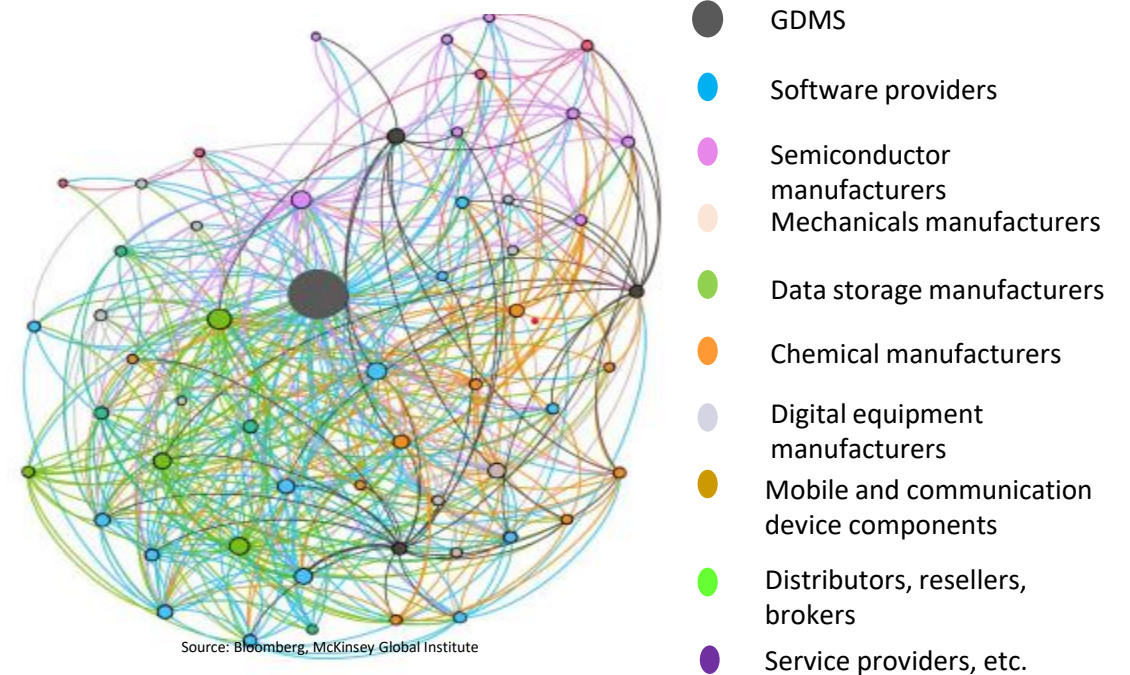 GDMS
Software providers
Semiconductor
manufacturers
Mechanicals manufacturers
Data storage manufacturers
Chemical manufacturers
Digital equipment
manufacturers
Mobile and communication
device components
Distributors, resellers,
brokers
Service providers, etc.
Source: Bloomberg, McKinsey Global Institute